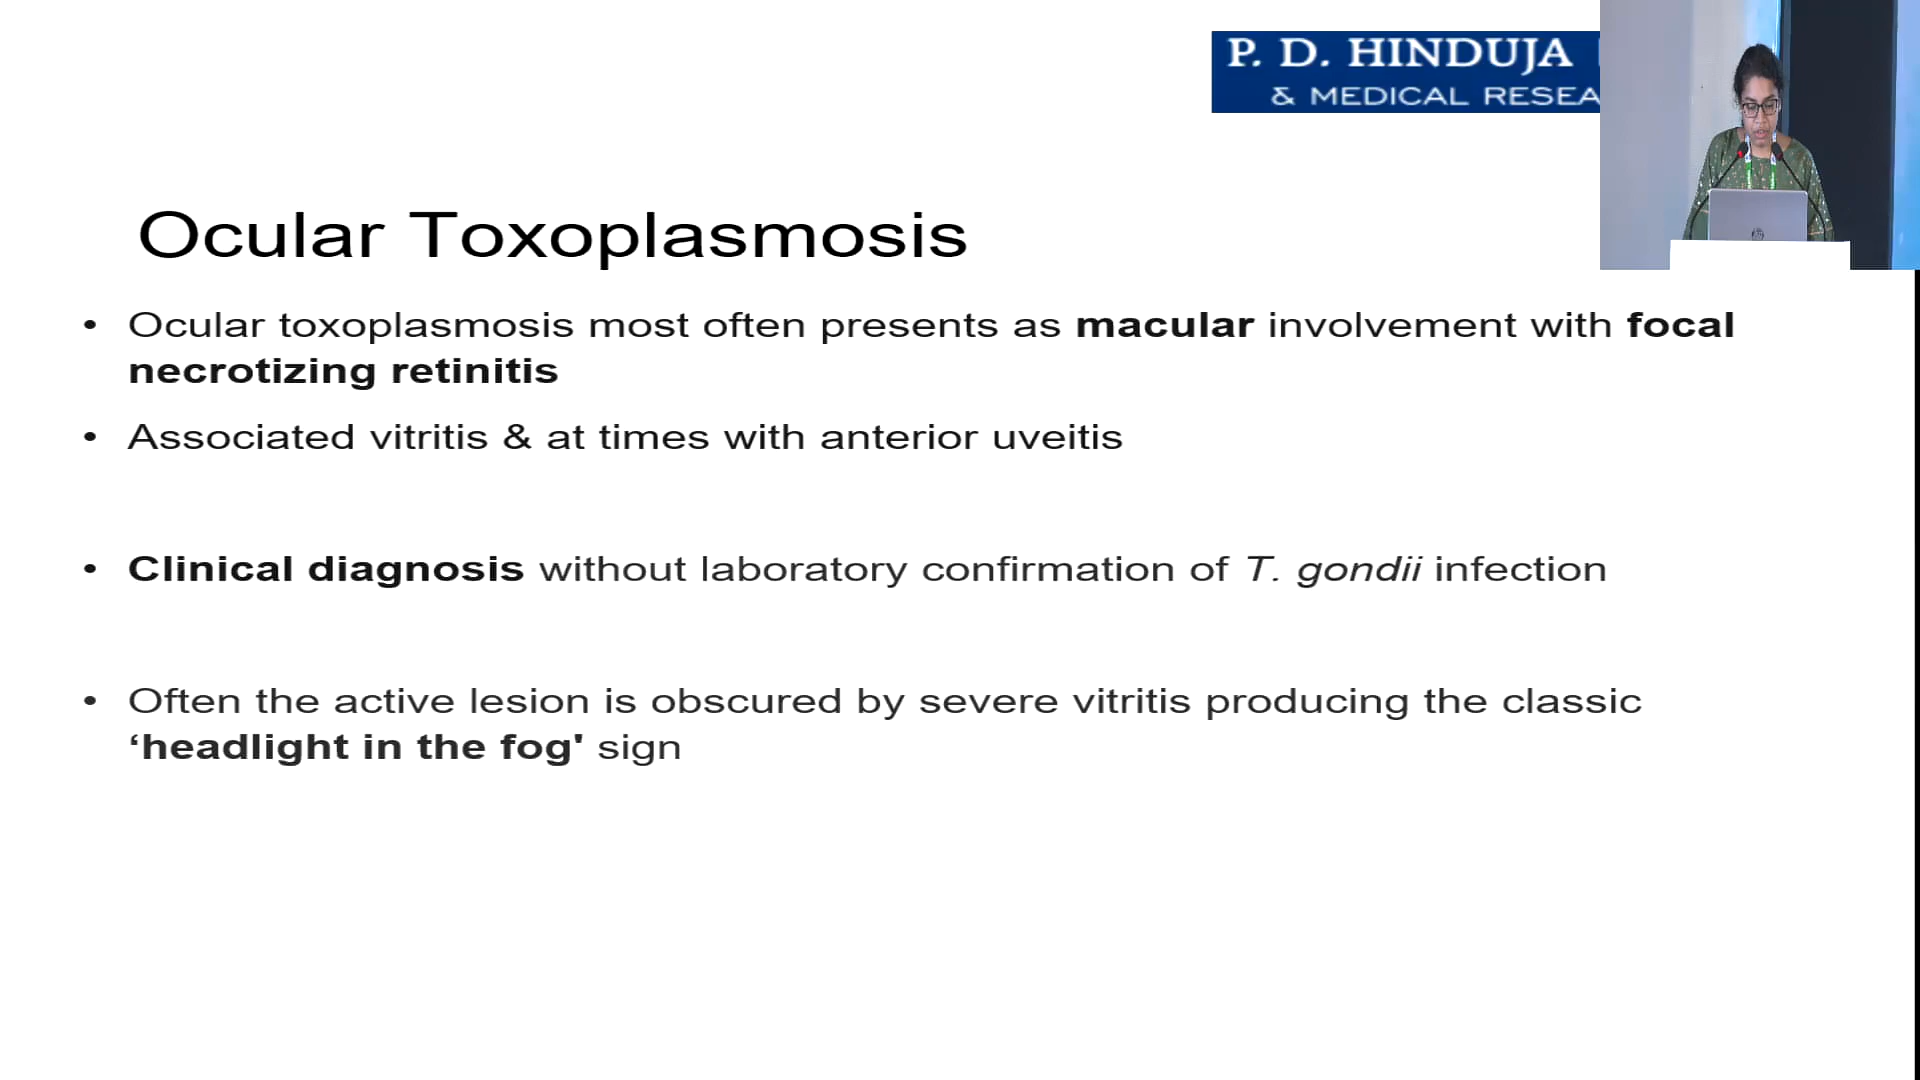 P. D. HINDUJA
& MEDICAL
Ocular Toxoplasmosis
• Ocular toxoplasmosis most often presents as macular involvement with focal
necrotizing retinitis
• Associated vitritis & at times with anterior uveitis
• Clinical diagnosis without laboratory confirmation of T. gondii infection
• Often the active lesion is obscured by severe vitritis producing the classic
‘headlight in the fog' sign